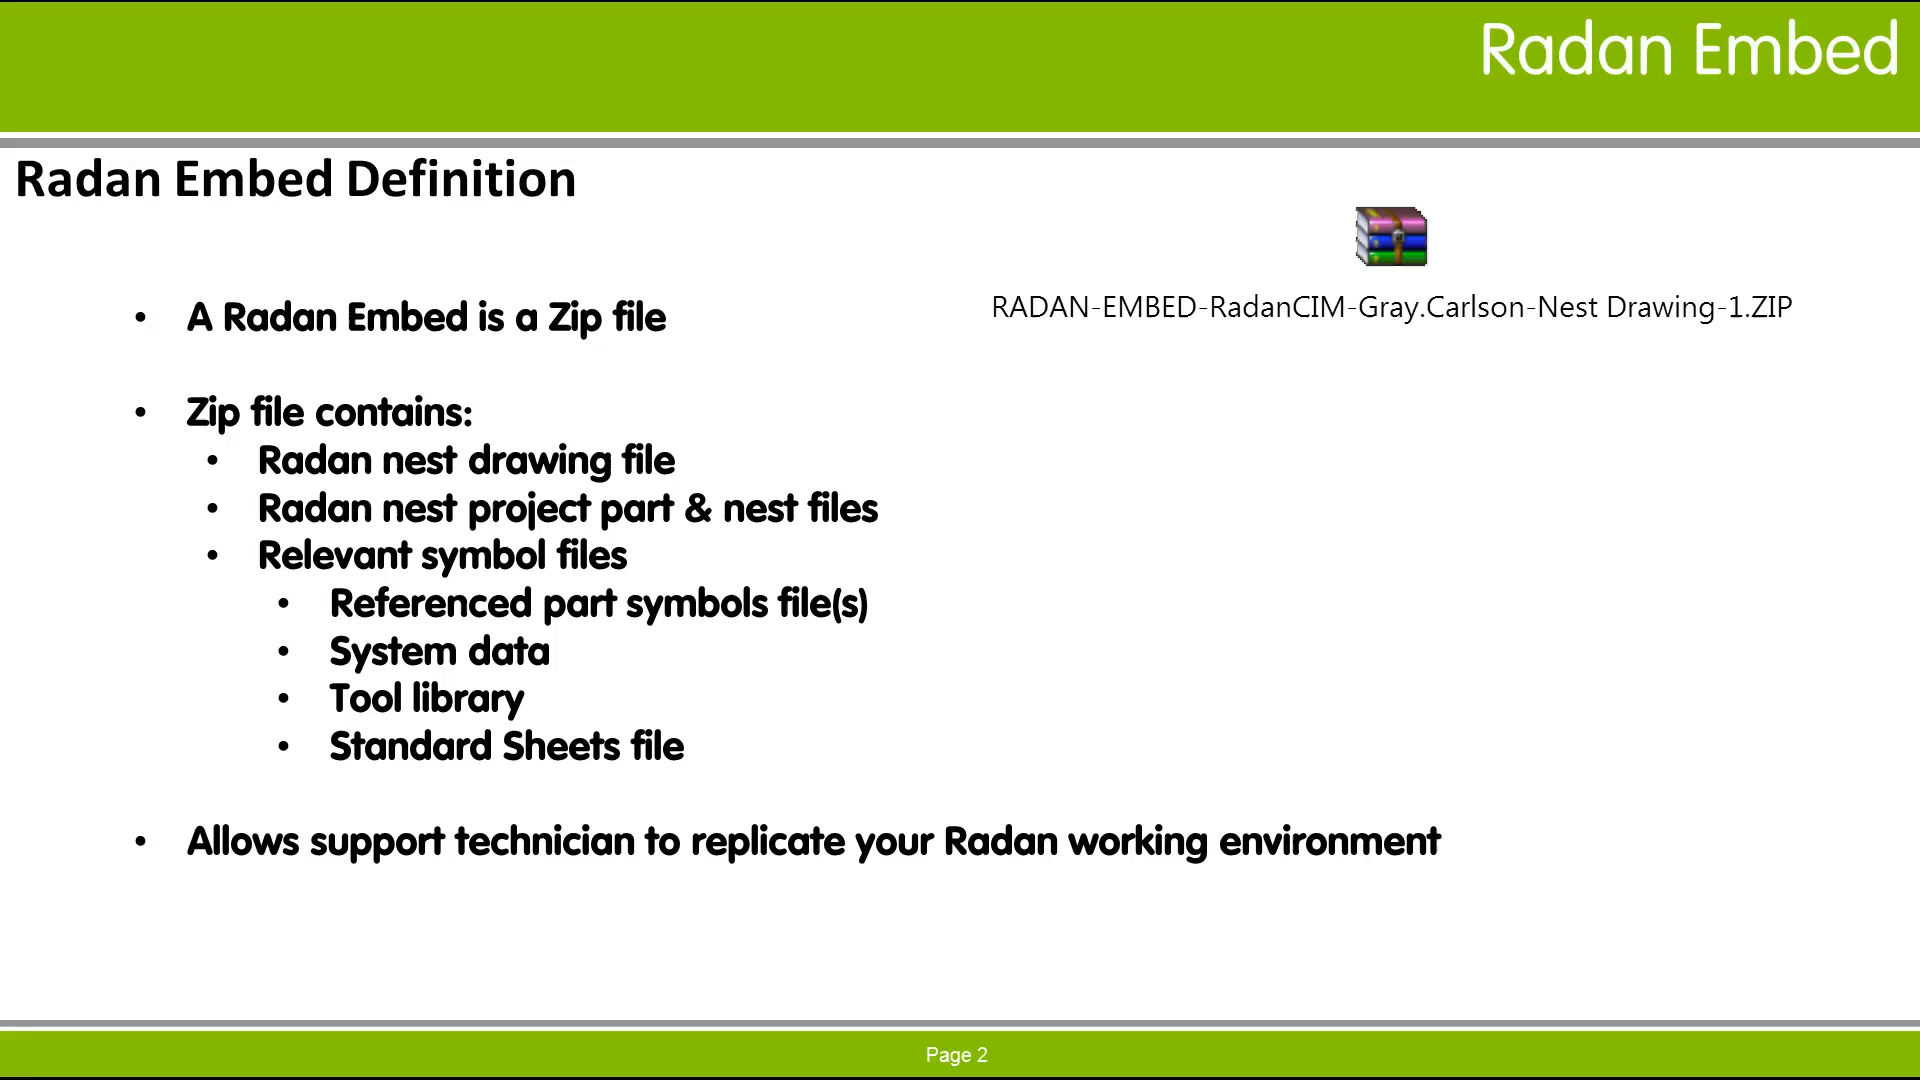 Radan Embed
Radan Embed Definition
RADAN-EMBED-RadanCIM-Gray.Carlson-Nest Drawing-1.ZIP
• A Radan Embed is a Zip file
• Zip file contains:
• Radan nest drawing file
• Radan nest project part & nest files
• Relevant symbol files
• Referenced part symbols file(s)
• System data
• Tool library
• Standard Sheets file
• Allows support technician to replicate your Radan working environment
Page 2